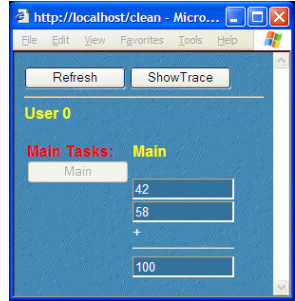 http://localhost/clean - Micro...
File Edit View Favorites Tools Help
Refresh ShowTrace
User 0
Main Tasks: Main
Main
42
58
+
100